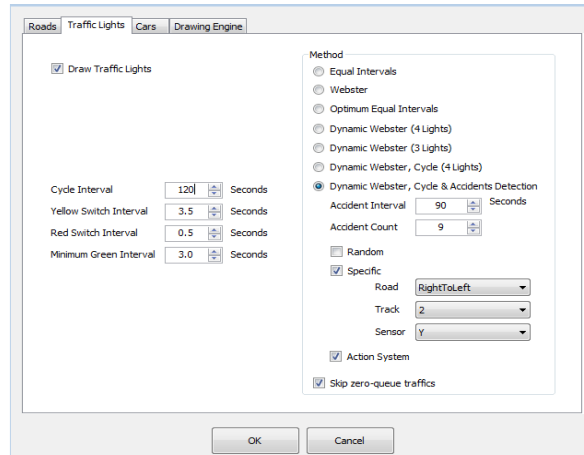 Roads Traffic Lights Cars Drawing Engine
Draw Traffic Lights
Cycle Interval 120 Seconds
Yellow Switch Interval 3.5 Seconds
Red Switch Interval 0.5 Seconds
Minimum Green Interval 3.0 Seconds
Method
Equal Intervals
Webster
Optimum Equal Intervals
Dynamic Webster (4 Lights)
Dynamic Webster (3 Lights)
Dynamic Webster, Cycle (4 Lights)
Dynamic Webster, Cycle & Accidents Detection
Accident Interval 90 Seconds
Accident Count 9
Random
Specific
Road RightToLeft
Track 2
Sensor Y
Action System
Skip zero-queue traffics
OK Cancel